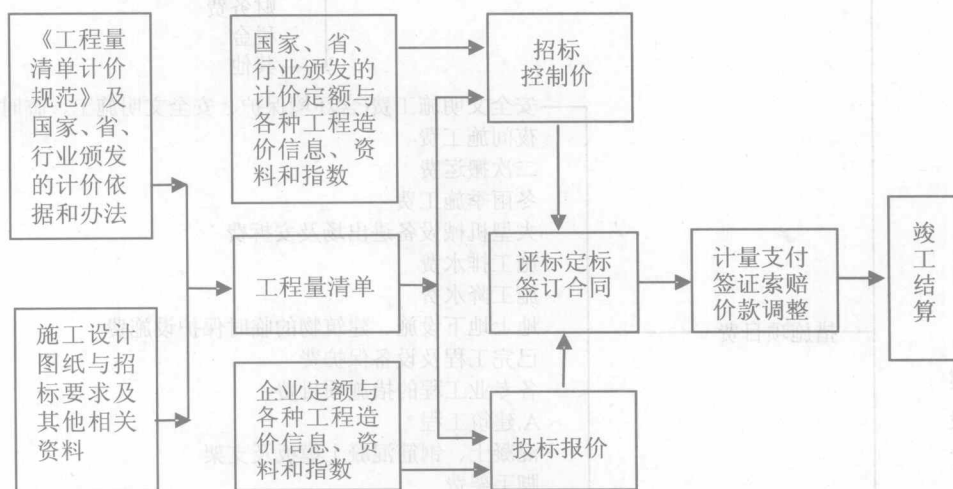 《工程量
清单计价
规范》及
国家、省、
行业颁发
的计价依
据和办法
国家、省、
行业颁发的
计价定额与
各种工程造
价信息、资
料和指数
招标
控制价
工程量清单
评标定标
签订合同
计量支付
签证索赔
价款调整
竣
工
结
算
施工设计
图纸与招
标要求及
其他相关
资料
企业定额与
各种工程造
价信息、资
料和指数
投标报价